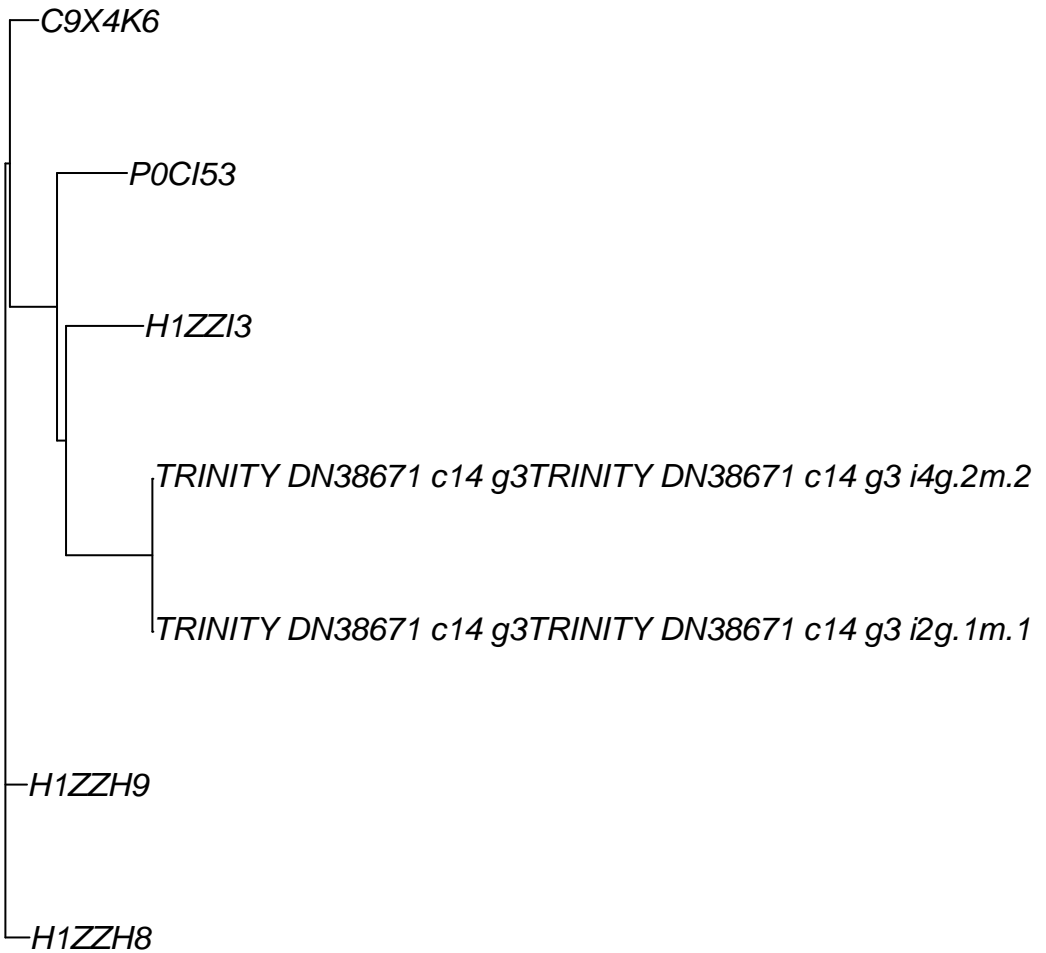 C9X4K6
P0CI53
H1ZZI3
TRINITY DN38671 c14 g3TRINITY DN38671 c14 g3 i4g.2m.2
TRINITY DN38671 c14 g3TRINITY DN38671 c14 g3 i2g.1m.1
H1ZZH9
H1ZZH8